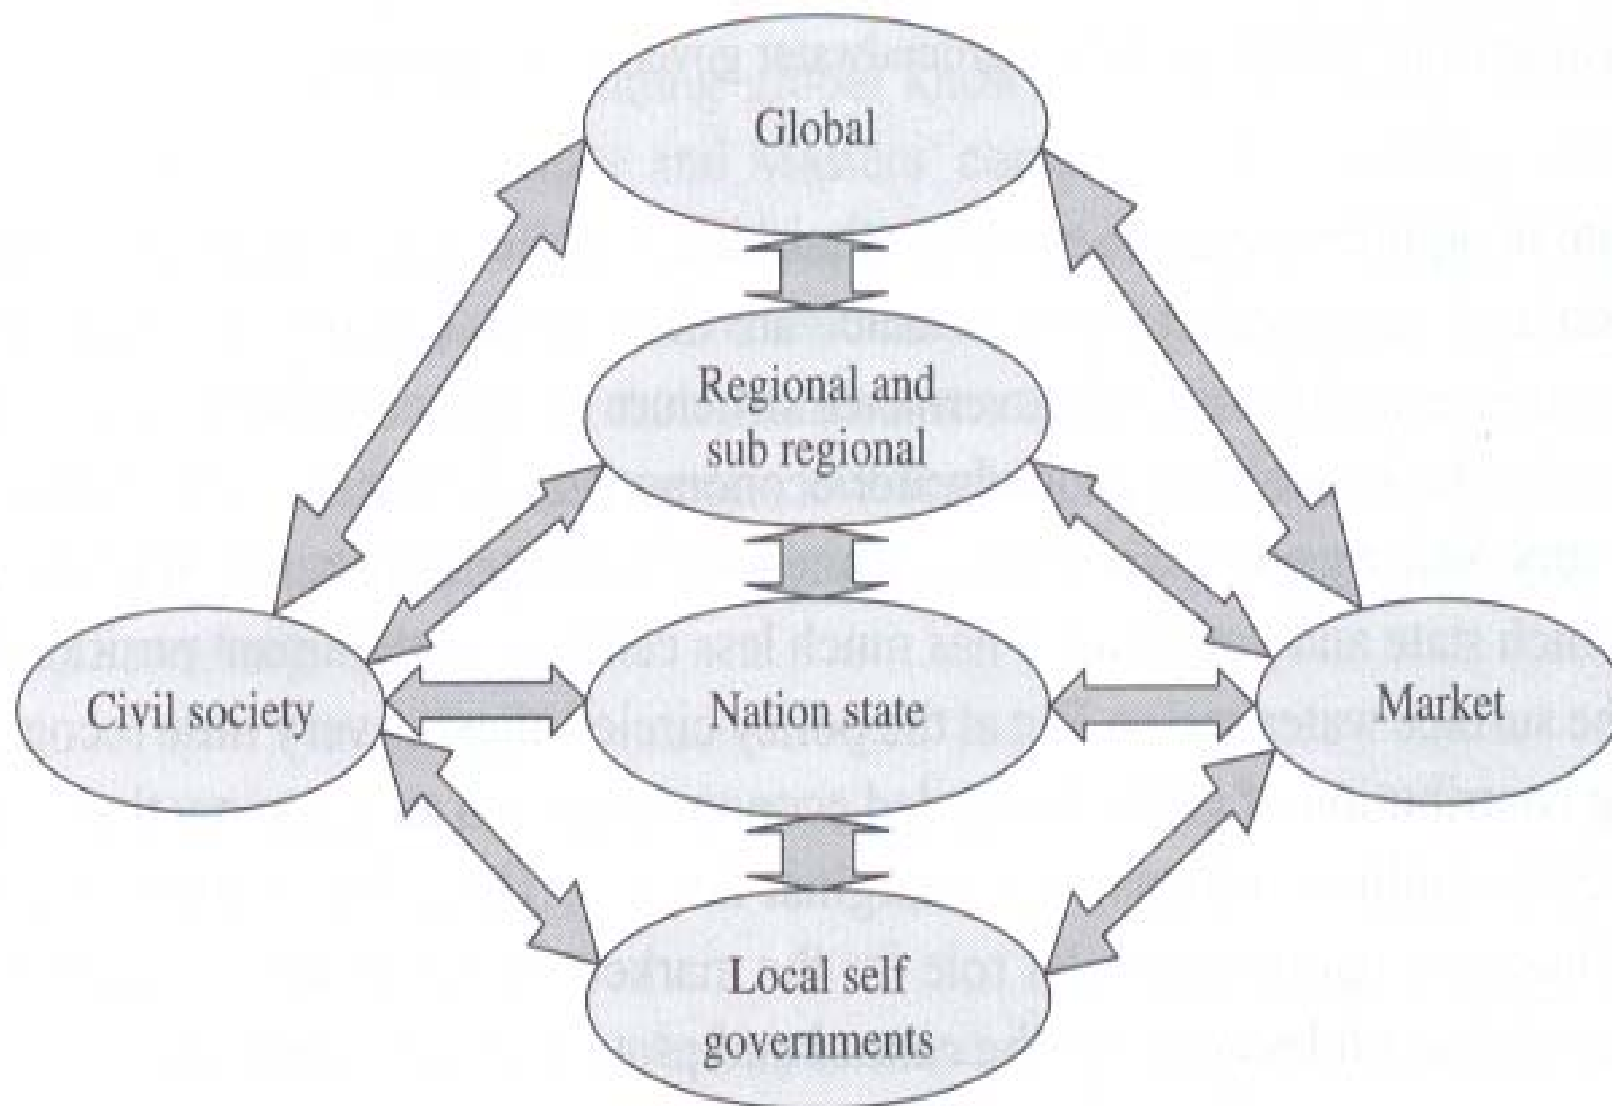 Global
Regional and
sub regional
Civil society
Nation state
Market
Local self
governments